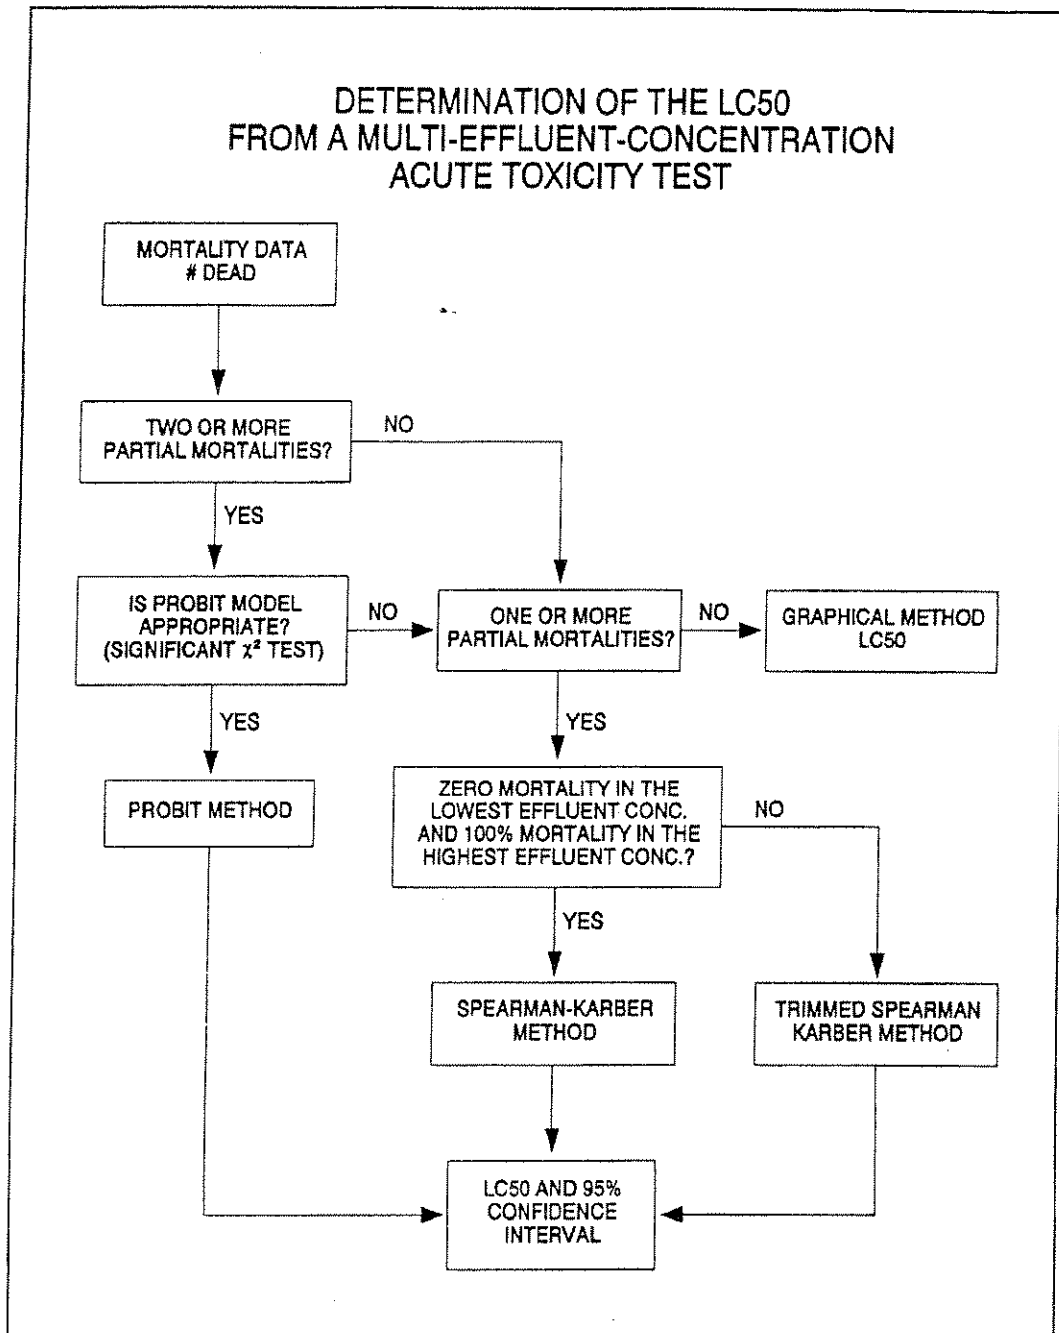 DETERMINATION OF THE LC50
FROM A MULTI-EFFLUENT-CONCENTRATION
ACUTE TOXICITY TEST
MORTALITY DATA
# DEAD
TWO OR MORE
PARTIAL MORTALITIES?
NO
YES
IS PROBIT MODEL
APPROPRIATE?
(SIGNIFICANT χ² TEST)
NO
ONE OR MORE
PARTIAL MORTALITIES?
NO
GRAPHICAL METHOD
LC50
YES
YES
PROBIT METHOD
ZERO MORTALITY IN THE
LOWEST EFFLUENT CONC.
AND 100% MORTALITY IN THE
HIGHEST EFFLUENT CONC.?
NO
YES
SPEARMAN-KARBER
METHOD
TRIMMED SPEARMAN
KARBER METHOD
LC50 AND 95%
CONFIDENCE
INTERVAL